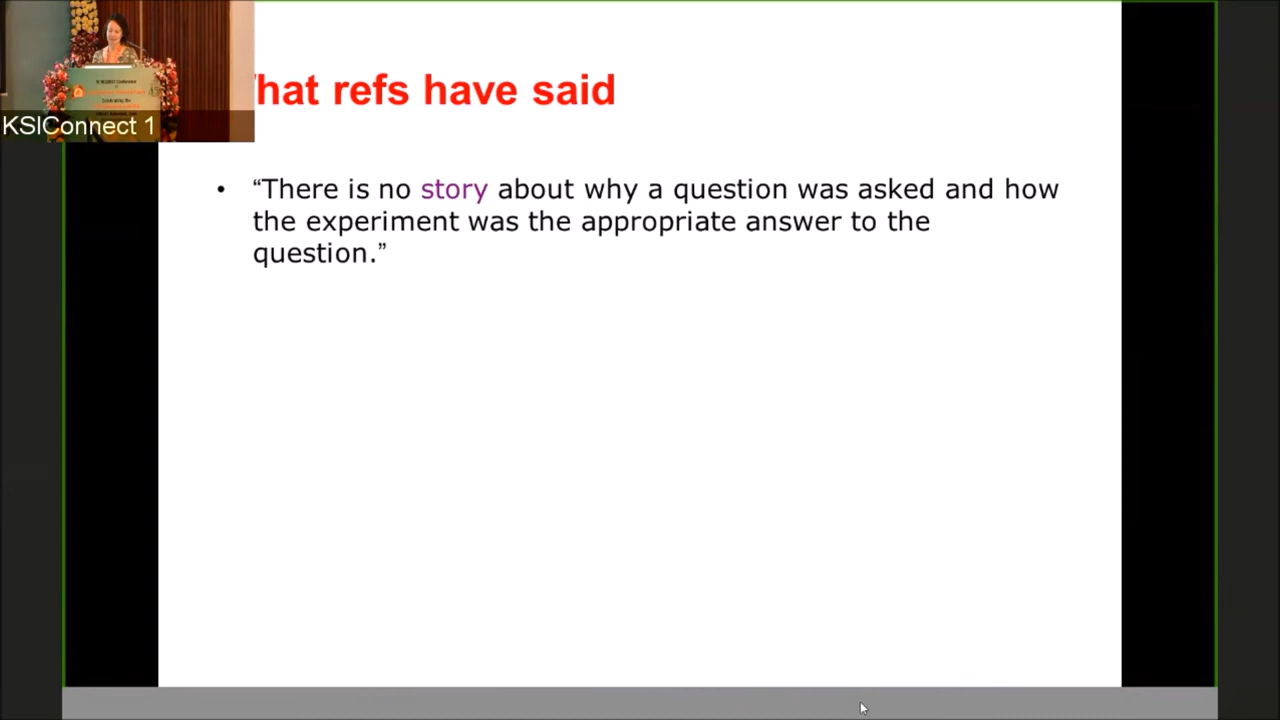 hat refs have said
KSIConnect 1
• “There is no story about why a question was asked and how
the experiment was the appropriate answer to the
question.”